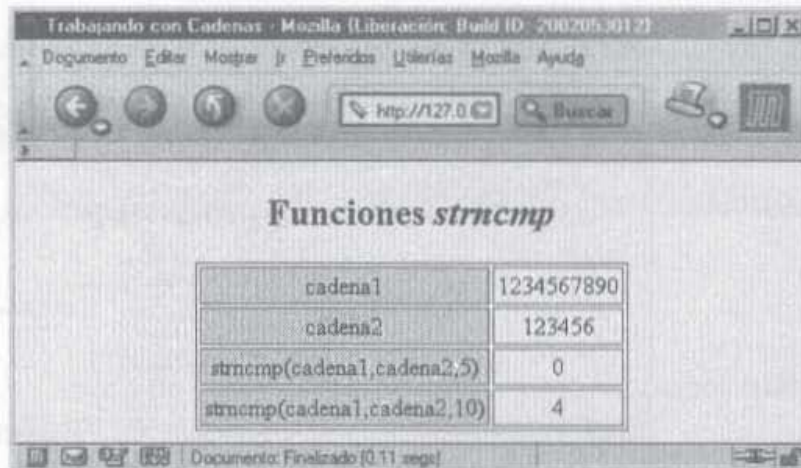 Trabajando con Cadenas - Mozilla {Liberación: Build ID: 2002053012}
Documento Editar Mostrar Ir Preferidos Utilerías Mozilla Ayuda
http://127.0 Buscar
Funciones strncmp
cadena1 1234567890
cadena2 123456
strncmp(cadena1,cadena2,5) 0
strncmp(cadena1,cadena2,10) 4
Documento: Finalizado (0.11 segs)